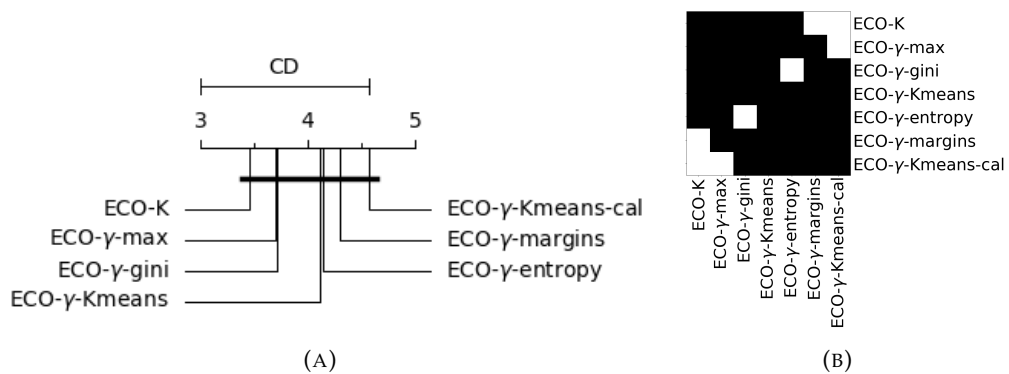 CD
3 4 5
ECO-K
ECO-γ-max
ECO-γ-gini
ECO-γ-Kmeans
ECO-γ-Kmeans-cal
ECO-γ-margins
ECO-γ-entropy
(A)
ECO-K
ECO-γ-max
ECO-γ-gini
ECO-γ-Kmeans
ECO-γ-entropy
ECO-γ-margins
ECO-γ-Kmeans-cal
ECO-K
ECO-γ-max
ECO-γ-gini
ECO-γ-Kmeans
ECO-γ-entropy
ECO-γ-margins
ECO-γ-Kmeans-cal
(B)